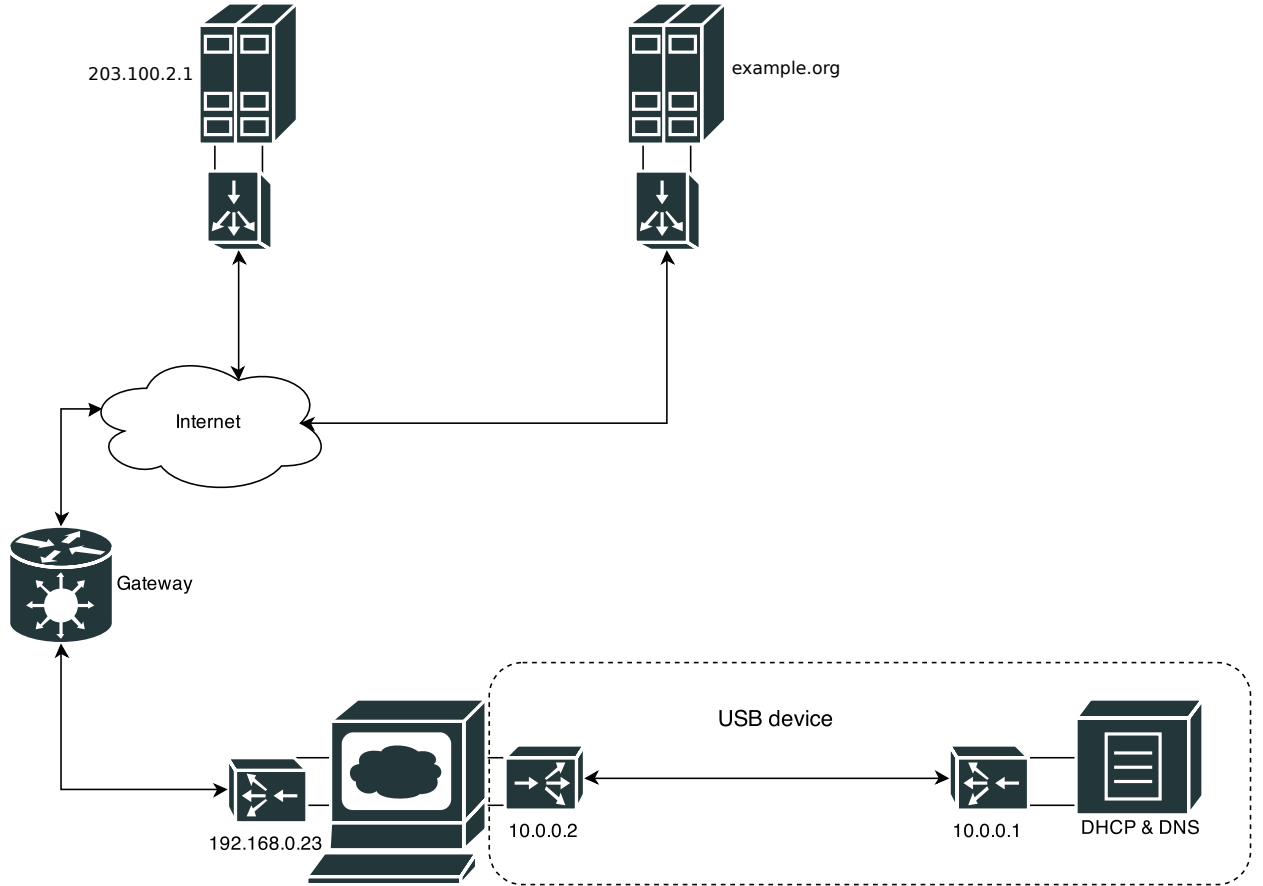 203.100.2.1
example.org
Internet
Gateway
USB device
192.168.0.23
10.0.0.2
10.0.0.1
DHCP & DNS